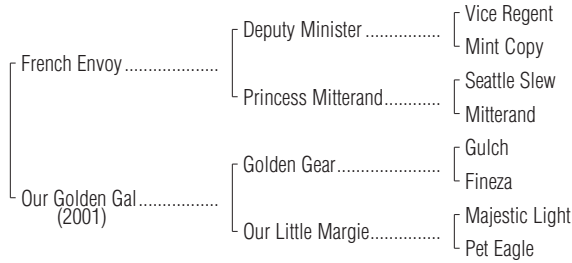 Vice Regent
Deputy Minister ................
Mint Copy
French Envoy ....................
Seattle Slew
Princess Mitterand............
Mitterand
Gulch
Golden Gear......................
Fineza
Our Golden Gal.................
(2001)
Majestic Light
Our Little Margie...............
Pet Eagle